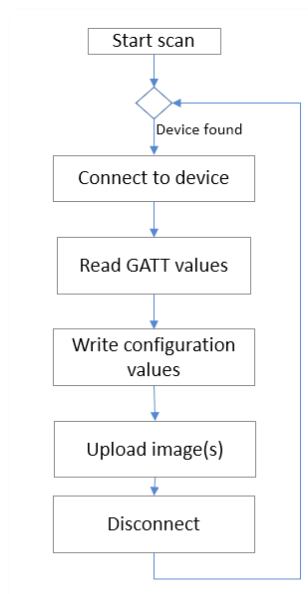 Start scan
Device found
Connect to device
Read GATT values
Write configuration
values
Upload image(s)
Disconnect